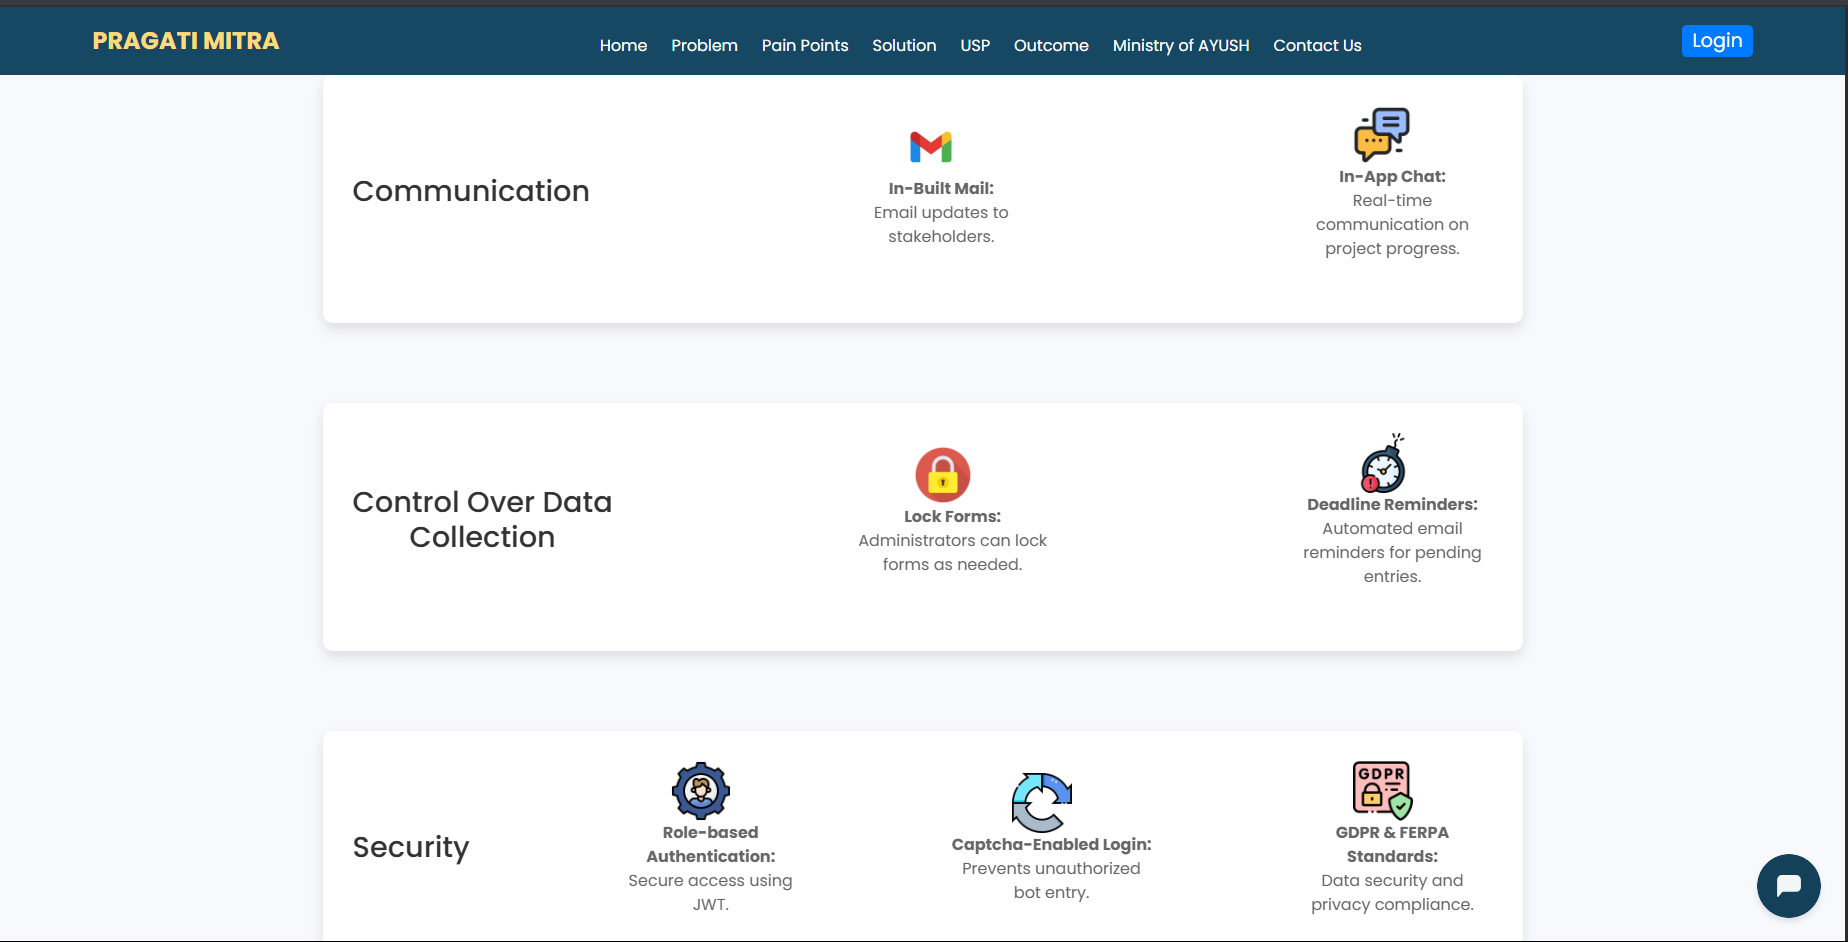 PRAGATI MITRA
Home Problem Pain Points Solution USP Outcome Ministry of AYUSH Contact Us
Login
Communication
In-Built Mail:
Email updates to
stakeholders.
In-App Chat:
Real-time
communication on
project progress.
Control Over Data
Collection
Lock Forms:
Administrators can lock
forms as needed.
Deadline Reminders:
Automated email
reminders for pending
entries.
Security
Role-based
Authentication:
Secure access using
JWT.
Captcha-Enabled Login:
Prevents unauthorized
bot entry.
GDPR
GDPR & FERPA
Standards:
Data security and
privacy compliance.